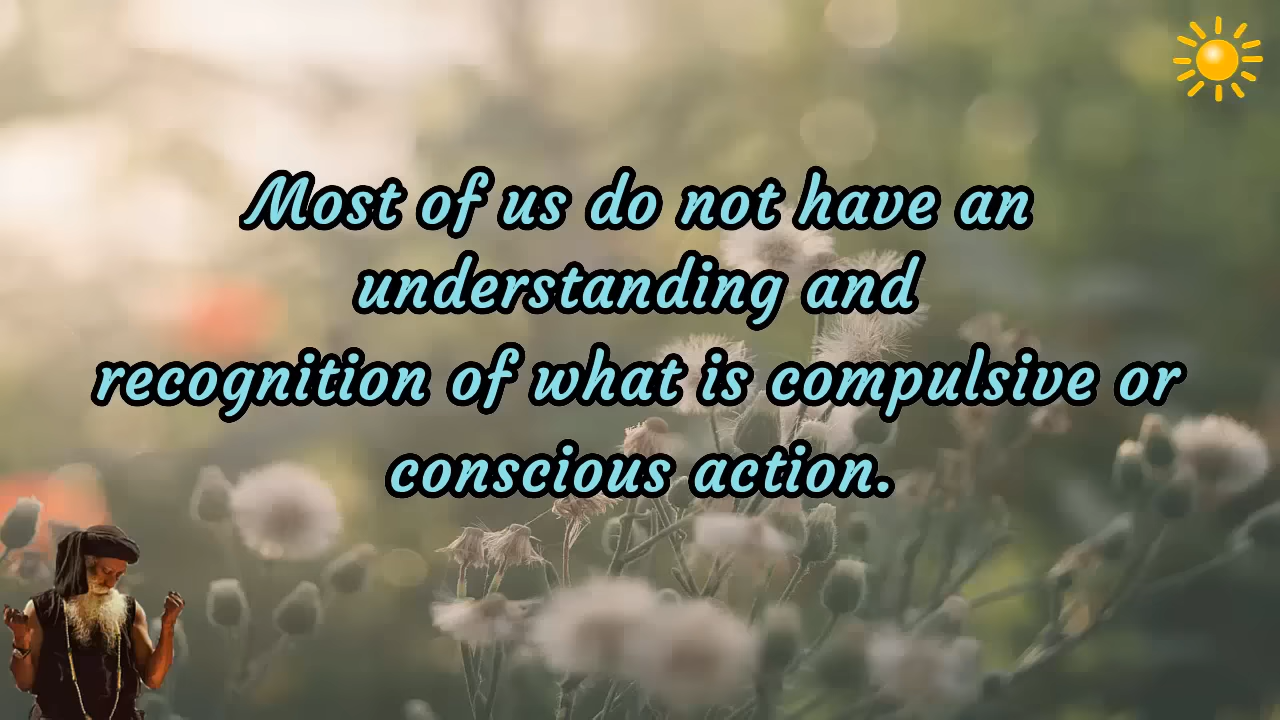 Most of us do not have an
understanding and
recognition of what is compulsive or
conscious action.